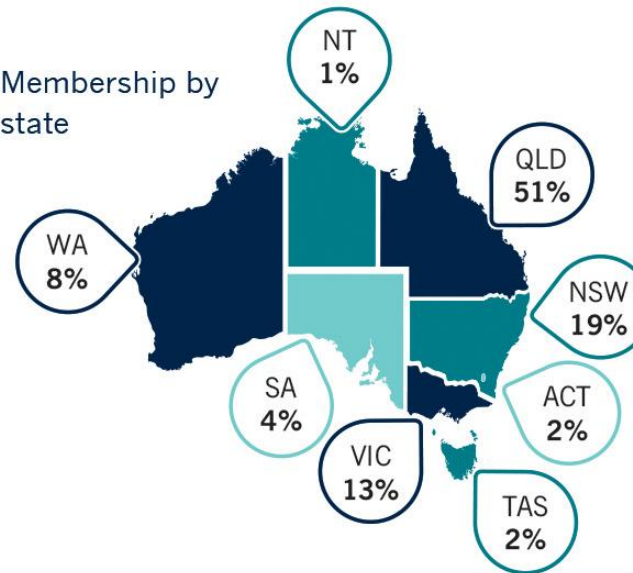 Membership by
state
NT
1%
QLD
51%
WA
8%
NSW
19%
SA
4%
ACT
2%
VIC
13%
TAS
2%